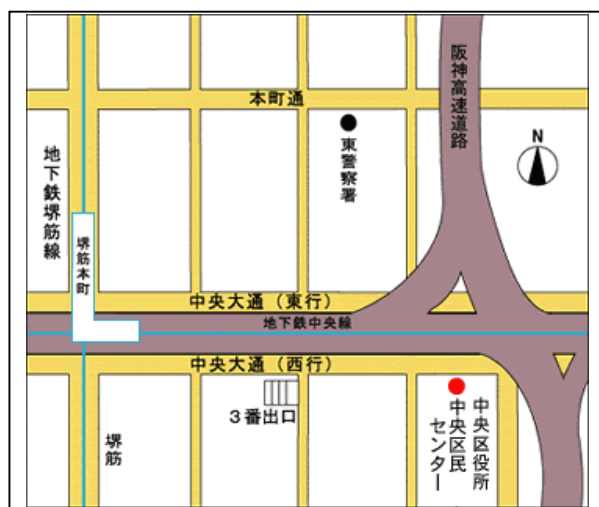 阪神高速道路
本町通
N
東警察署
地下鉄堺筋線
堺筋本町
中央大通（東行）
地下鉄中央線
中央大通（西行）
3番出口
堺筋
中央区役所
中央区民
センター